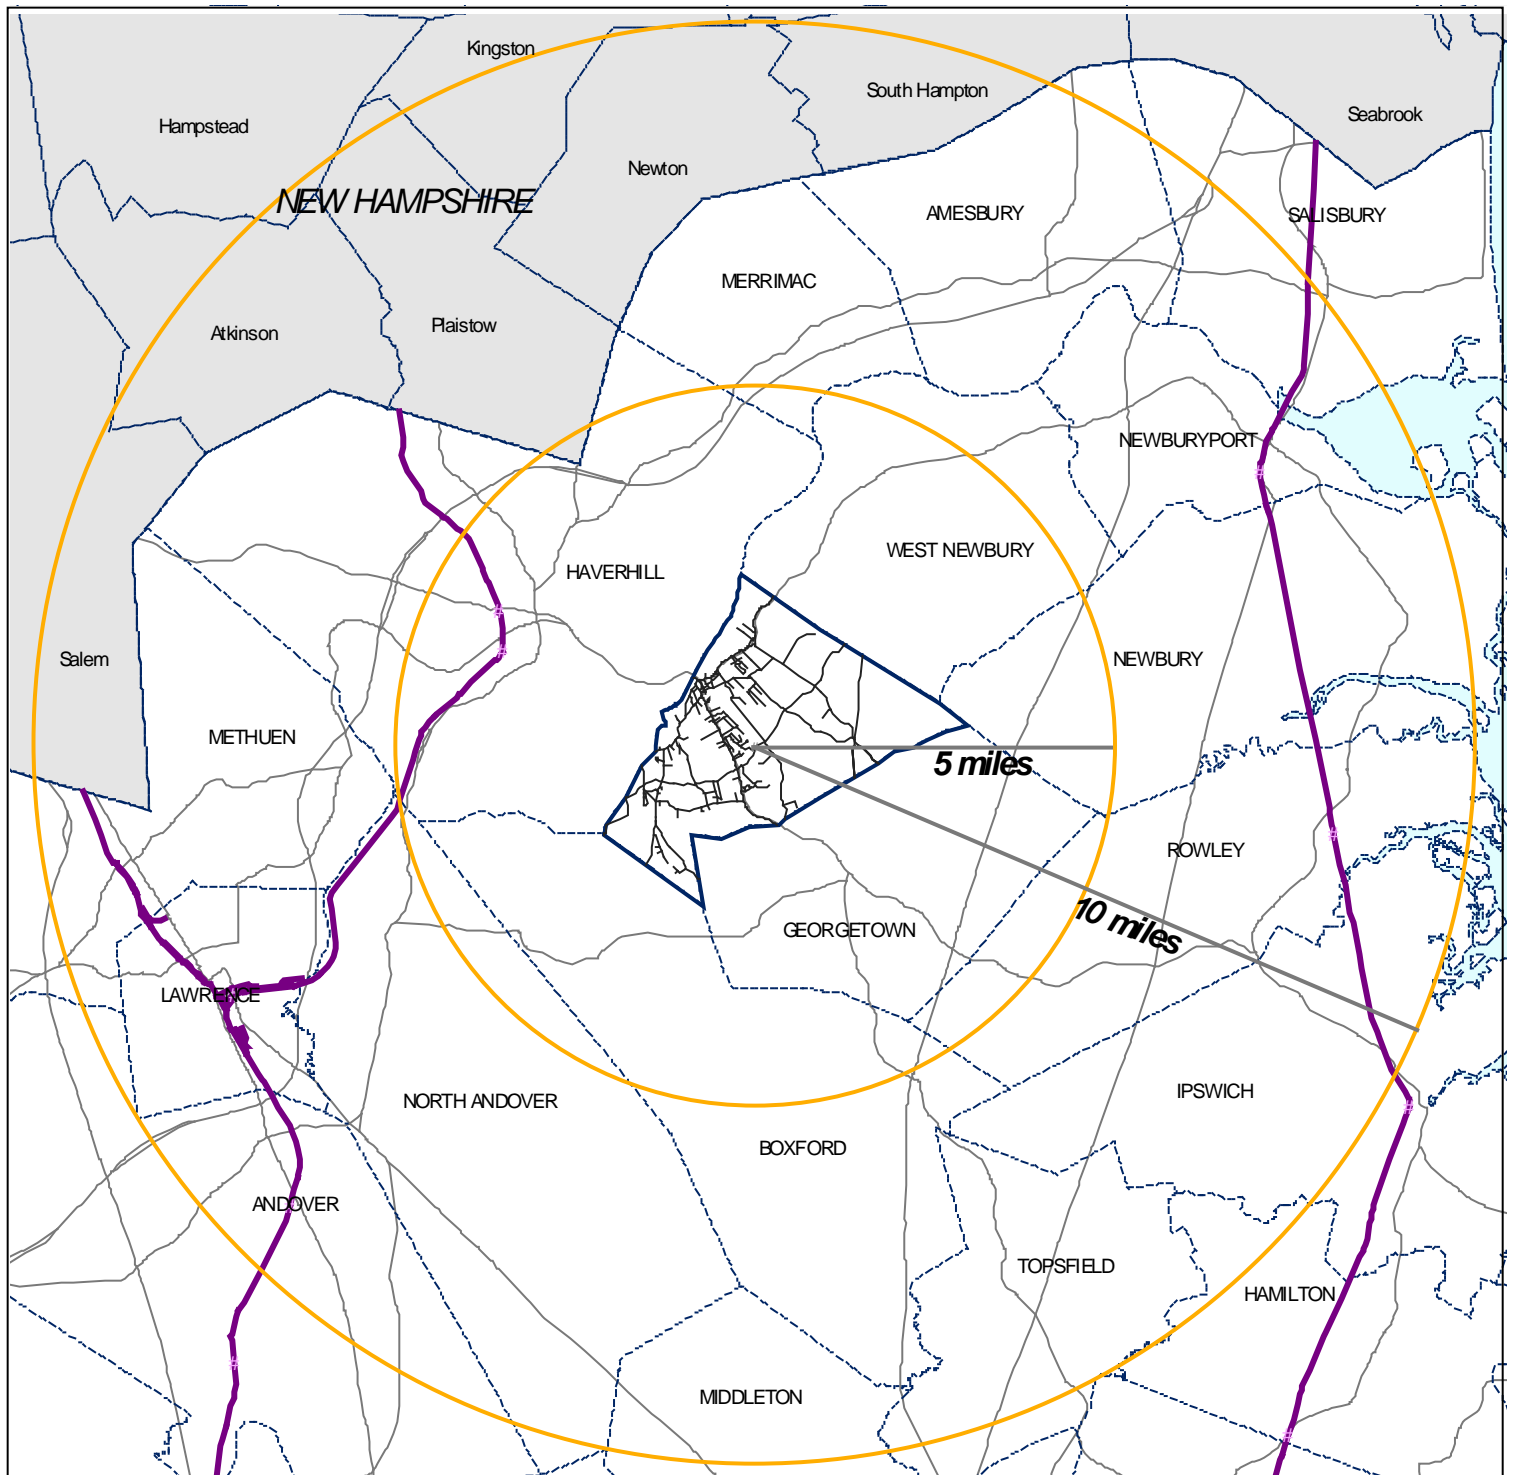 Kingston
South Hampton
Seabrook
Hampstead
Newton
NEW HAMPSHIRE
AMESBURY
SALISBURY
MERRIMAC
Atkinson
Plaistow
NEWBURYPORT
WEST NEWBURY
HAVERHILL
Salem
NEWBURY
METHUEN
5 miles
ROWLEY
10 miles
GEORGETOWN
LAWRENCE
IPSWICH
NORTH ANDOVER
BOXFORD
ANDOVER
TOPSFIELD
HAMILTON
MIDDLETON